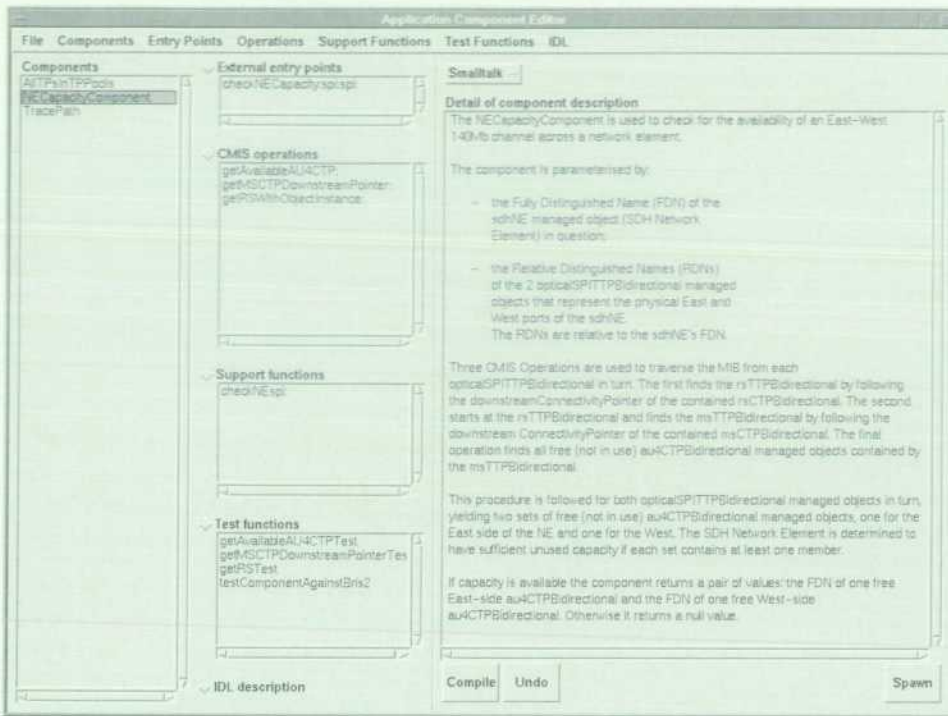 Application Component Editor
File Components Entry Points Operations Support Functions Test Functions IDL
Components
AllTPsInTPPools
NECapacityComponent
TracePath
External entry points
checkNECapacity:spi:spi:
CMIS operations
getAvailableAU4CTP:
getMSCTPDownstreamPointer:
getRSWithObjectInstance:
Support functions
checkNE:spi:
Test functions
getAvailableAU4CTPTest
getMSCTPDownstreamPointerTes
getRSTest
testComponentAgainstBris2
IDL description
Smalltalk
Detail of component description
The NECapacityComponent is used to check for the availability of an East-West
140Mb channel across a network element.
The component is parameterised by:
- the Fully Distinguished Name (FDN) of the
sdhNE managed object (SDH Network
Element) in question;
- the Relative Distinguished Names (RDNs)
of the 2 opticalSPITTPBidirectional managed
objects that represent the physical East and
West ports of the sdhNE.
The RDNs are relative to the sdhNE's FDN.
Three CMIS Operations are used to traverse the MIB from each
opticalSPITTPBidirectional in turn. The first finds the rsTTPBidirectional by following
the downstreamConnectivityPointer of the contained rsCTPBidirectional. The second
starts at the rsTTPBidirectional and finds the msTTPBidirectional by following the
downstream ConnectivityPointer of the contained msCTPBidirectional. The final
operation finds all free (not in use) au4CTPBidirectional managed objects contained by
the msTTPBidirectional.
This procedure is followed for both opticalSPITTPBidirectional managed objects in turn,
yielding two sets of free (not in use) au4CTPBidirectional managed objects, one for the
East side of the NE and one for the West. The SDH Network Element is determined to
have sufficient unused capacity if each set contains at least one member.
If capacity is available the component returns a pair of values: the FDN of one free
East-side au4CTPBidirectional and the FDN of one free West-side
au4CTPBidirectional. Otherwise it returns a null value.
Compile Undo Spawn